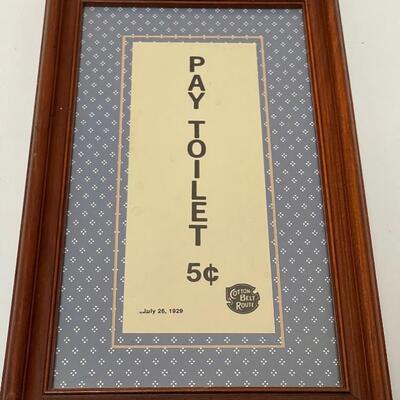 PAY TOILET
5¢
July 26, 1929
COTTON
BELT
ROUTE